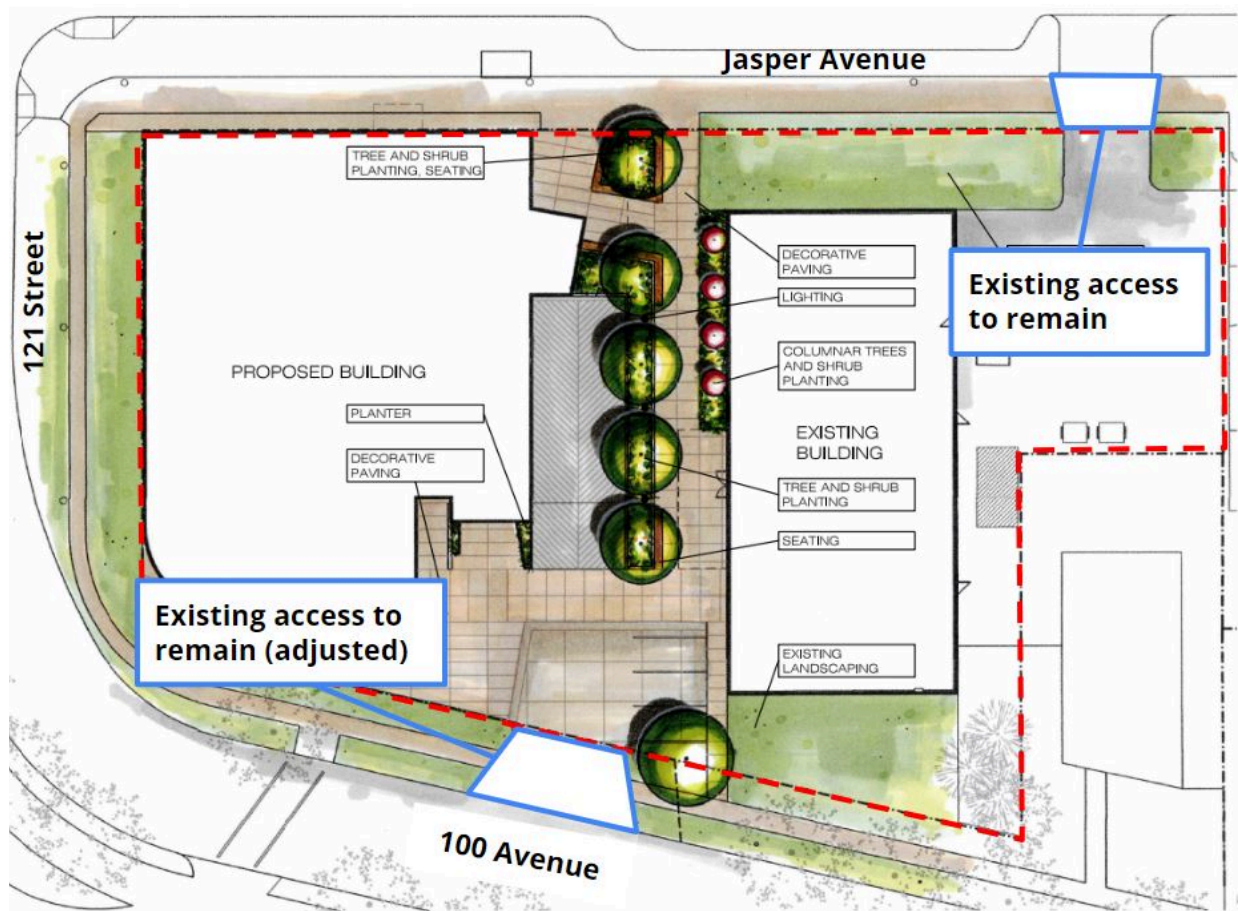 Jasper Avenue
TREE AND SHRUB
PLANTING, SEATING
121 Street
DECORATIVE
PAVING
LIGHTING
Existing access
to remain
PROPOSED BUILDING
COLUMNAR TREES
AND SHRUB
PLANTING
PLANTER
EXISTING
BUILDING
DECORATIVE
PAVING
TREE AND SHRUB
PLANTING
SEATING
Existing access to
remain (adjusted)
EXISTING
LANDSCAPING
100 Avenue